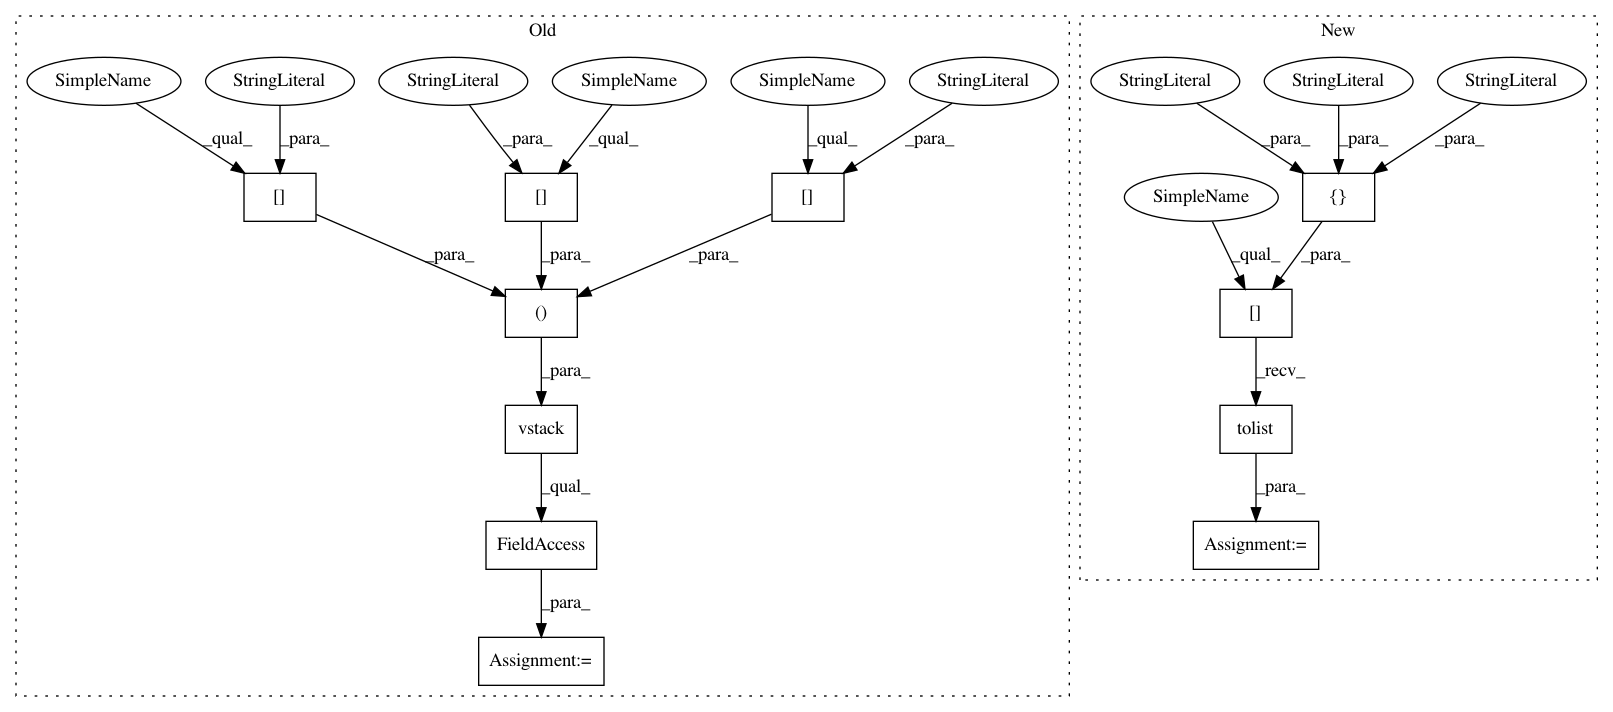 Old
New
SimpleName StringLiteral StringLiteral SimpleName SimpleName StringLiteral StringLiteral StringLiteral StringLiteral
_qual_ _para_ _para_ _qual_ _qual_ _para_ _para_ _para_ _para_
[] [] [] SimpleName {}
_para_ _para_ _para_ _qual_ _para_
() []
_para_ _recv_
vstack tolist
_qual_ _para_
FieldAccess Assignment:=
_para_
Assignment:=